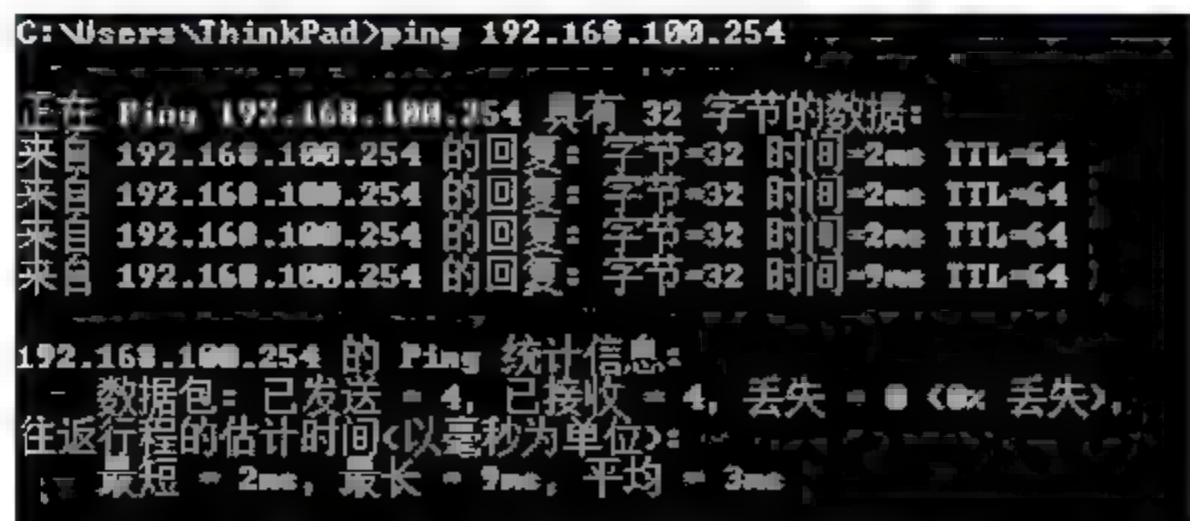 C:\Users\ThinkPad>ping 192.168.100.254
正在 Ping 192.168.100.254 具有 32 字节的数据:
来自 192.168.100.254 的回复: 字节=32 时间=2ms TTL=64
来自 192.168.100.254 的回复: 字节=32 时间=2ms TTL=64
来自 192.168.100.254 的回复: 字节=32 时间=2ms TTL=64
来自 192.168.100.254 的回复: 字节=32 时间=9ms TTL=64
192.168.100.254 的 Ping 统计信息:
数据包: 已发送 = 4, 已接收 = 4, 丢失 = 0 (0% 丢失),
往返行程的估计时间(以毫秒为单位):
最短 = 2ms, 最长 = 9ms, 平均 = 3ms